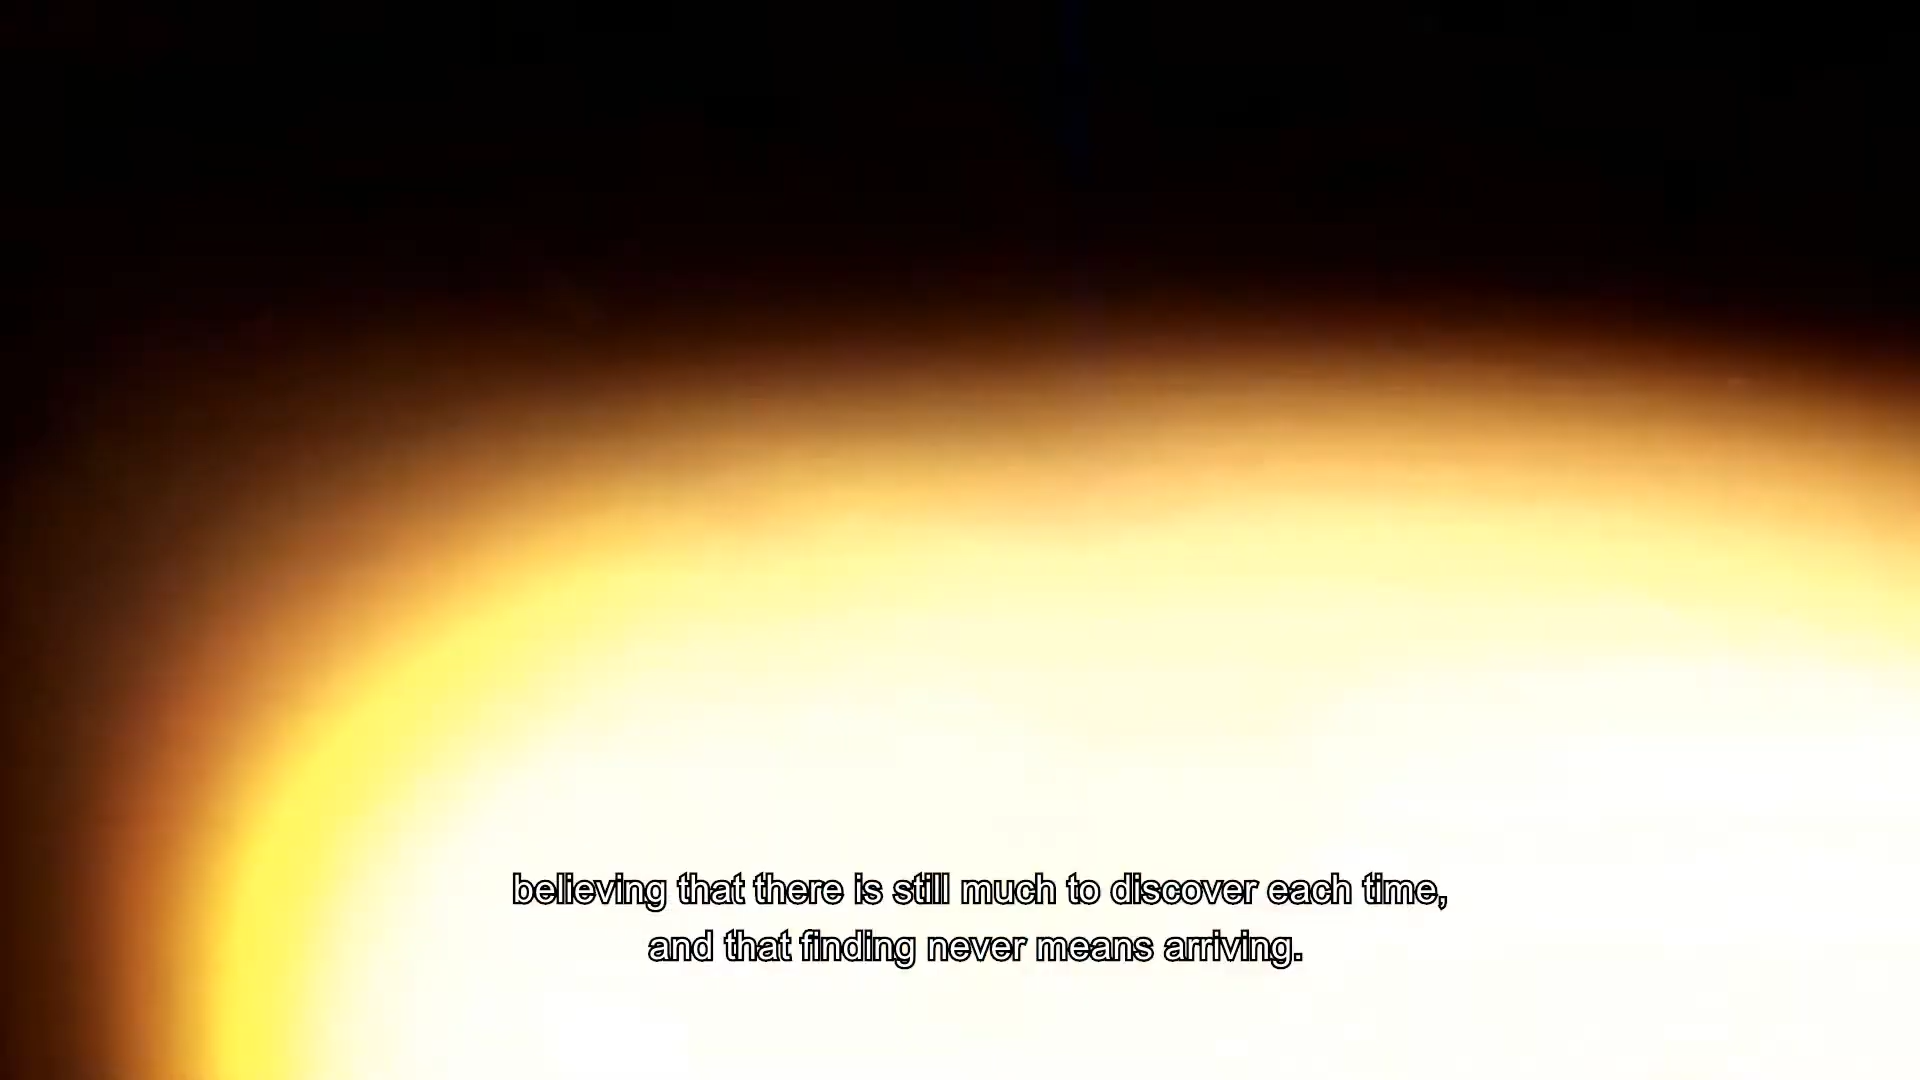 believing that there is still much to discover each time,
and that finding never means arriving.